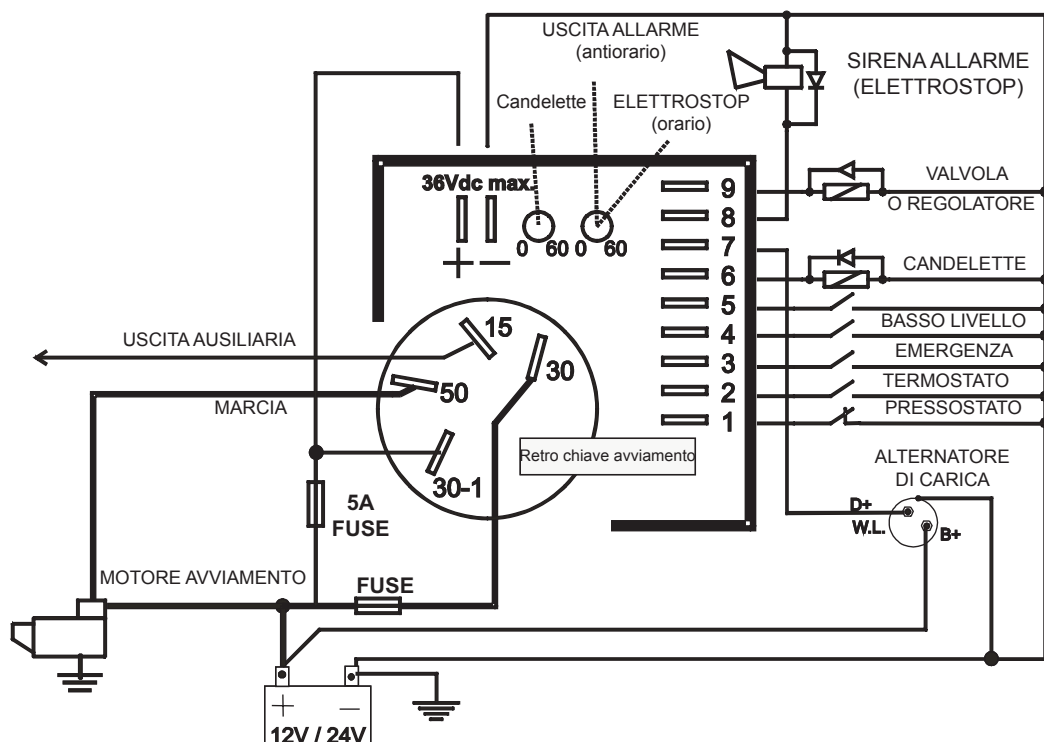 USCITA ALLARME
(antiorario)
SIRENA ALLARME
(ELETTROSTOP)
Candelette
ELETTROSTOP
(orario)
36Vdc max.
0 60 0 60
+ −
9
8
7
6
5
4
3
2
1
VALVOLA
O REGOLATORE
CANDELETTE
BASSO LIVELLO
EMERGENZA
TERMOSTATO
PRESSOSTATO
USCITA AUSILIARIA
15
30
50
MARCIA
30-1
Retro chiave avviamento
5A
FUSE
ALTERNATORE
DI CARICA
D+
W.L.
B+
MOTORE AVVIAMENTO
FUSE
+ −
12V / 24V